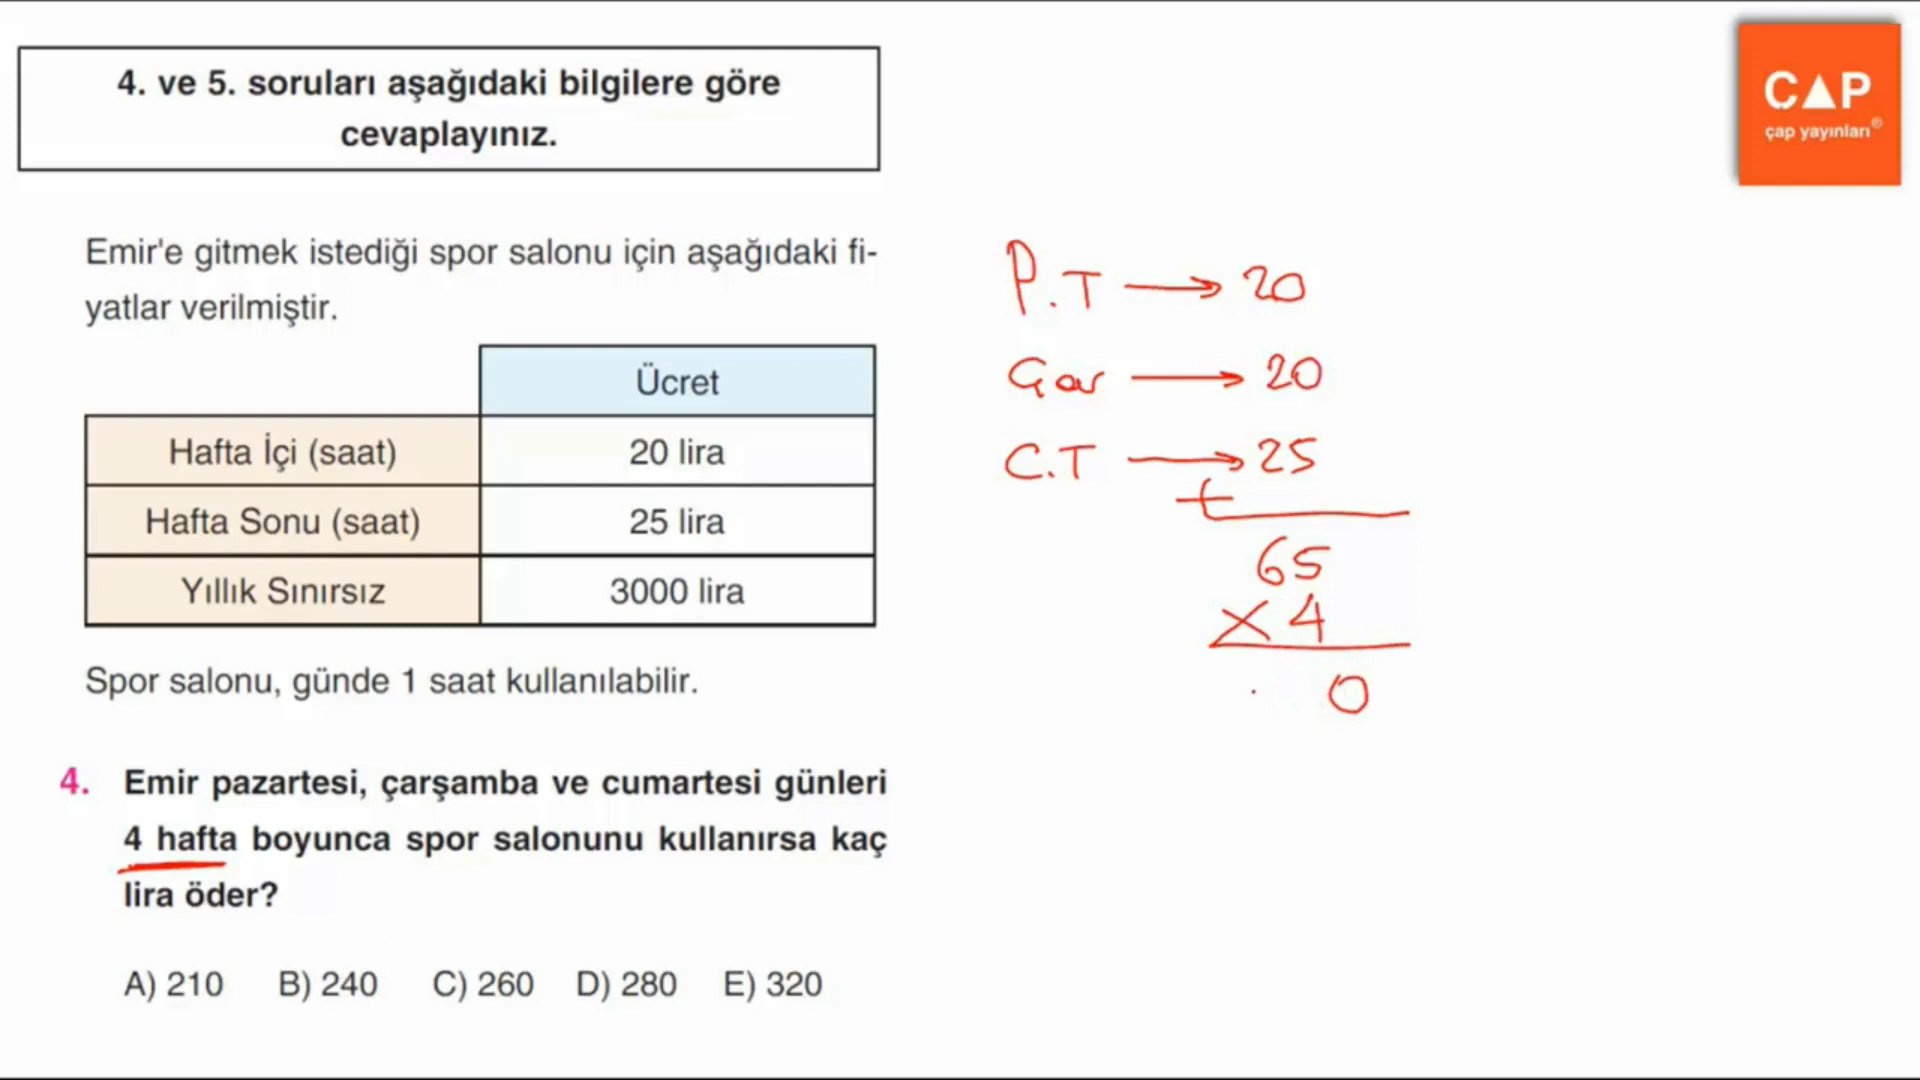 4. ve 5. soruları aşağıdaki bilgilere göre
cevaplayınız.
ÇAP
çap yayınları®
Emir'e gitmek istediği spor salonu için aşağıdaki fi-
yatlar verilmiştir.
Ücret
Hafta İçi (saat) 20 lira
Hafta Sonu (saat) 25 lira
Yıllık Sınırsız 3000 lira
Spor salonu, günde 1 saat kullanılabilir.
4. Emir pazartesi, çarşamba ve cumartesi günleri
4 hafta boyunca spor salonunu kullanırsa kaç
lira öder?
A) 210 B) 240 C) 260 D) 280 E) 320
P.T → 20
Çar → 20
C.T → 25
+
65
x 4
0